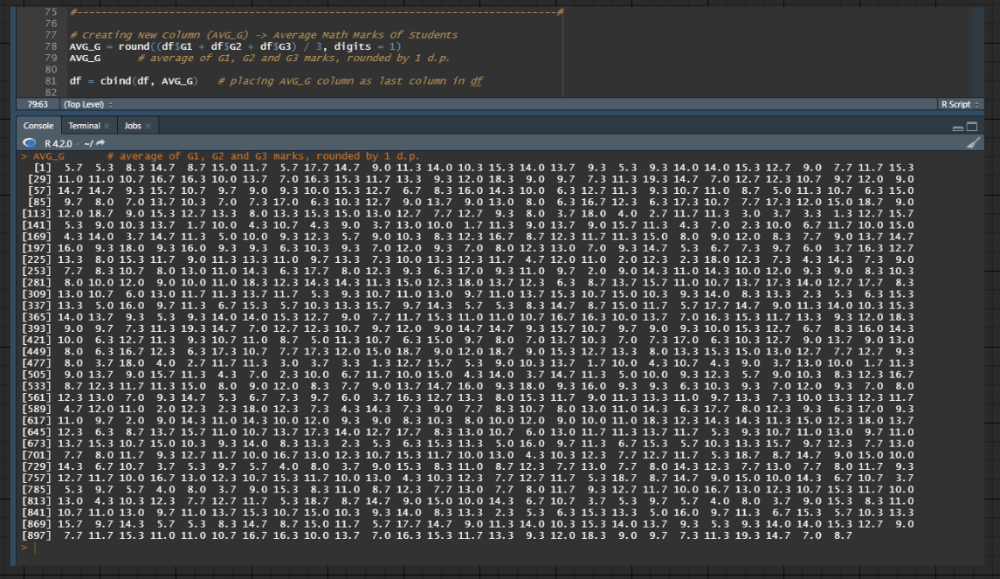 75 #------------------------------------------------------------------------------#
76
77 # Creating New Column (AVG_G) -> Average Math Marks of Students
78 AVG_G = round((df$G1 + df$G2 + df$G3) / 3, digits = 1)
79 AVG_G # average of G1, G2 and G3 marks, rounded by 1 d.p.
80
81 df = cbind(df, AVG_G) # placing AVG_G column as last column in df
82
79:63 (Top Level) R Script
Console Terminal Jobs
R 4.2.0 · ~/
> AVG_G # average of G1, G2 and G3 marks, rounded by 1 d.p.
[1] 5.7 5.3 8.3 14.7 8.7 15.0 11.7 5.7 17.7 14.7 9.0 11.3 14.0 10.3 15.3 14.0 13.7 9.3 5.3 9.3 14.0 14.0 15.3 12.7 9.0 7.7 11.7 15.3
[29] 11.0 11.0 10.7 16.7 16.3 10.0 13.7 7.0 16.3 15.3 11.7 13.3 9.3 12.0 18.3 9.0 9.7 7.3 11.3 19.3 14.7 7.0 12.7 12.3 10.7 9.7 12.0 9.0
[57] 14.7 14.7 9.3 15.7 10.7 9.7 9.0 9.3 10.0 15.3 12.7 6.7 8.3 16.0 14.3 10.0 6.3 12.7 11.3 9.3 10.7 11.0 8.7 5.0 11.3 10.7 6.3 15.0
[85] 9.7 8.0 7.0 13.7 10.3 7.0 7.3 17.0 6.3 10.3 12.7 9.0 13.7 9.0 13.0 8.0 6.3 16.7 12.3 6.3 17.3 10.7 7.7 17.3 12.0 15.0 18.7 9.0
[113] 12.0 18.7 9.0 15.3 12.7 13.3 8.0 13.3 15.3 15.0 13.0 12.7 7.7 12.7 9.3 8.0 3.7 18.0 4.0 2.7 11.7 11.3 3.0 3.7 3.3 1.3 12.7 15.7
[141] 5.3 9.0 10.3 13.7 1.7 10.0 4.3 10.7 4.3 9.0 3.7 13.0 10.0 1.7 11.3 9.0 13.7 9.0 15.7 11.3 4.3 7.0 2.3 10.0 6.7 11.7 10.0 15.0
[169] 4.3 14.0 3.7 14.7 11.3 5.0 10.0 9.3 12.3 5.7 9.0 10.3 8.3 12.3 16.7 8.7 12.3 11.7 11.3 15.0 8.0 9.0 12.0 8.3 7.7 9.0 13.7 14.7
[197] 16.0 9.3 18.0 9.3 16.0 9.3 9.3 6.3 10.3 9.3 7.0 12.0 9.3 7.0 8.0 12.3 13.0 7.0 9.3 14.7 5.3 6.7 7.3 9.7 6.0 3.7 16.3 12.7
[225] 13.3 8.0 15.3 11.7 9.0 11.3 13.3 11.0 9.7 13.3 7.3 10.0 13.3 12.3 11.7 4.7 12.0 11.0 2.0 12.3 2.3 18.0 12.3 7.3 4.3 14.3 7.3 9.0
[253] 7.7 8.3 10.7 8.0 13.0 11.0 14.3 6.3 17.7 8.0 12.3 9.3 6.3 17.0 9.3 11.0 9.7 2.0 9.0 14.3 11.0 14.3 10.0 12.0 9.3 9.0 8.3 10.3
[281] 8.0 10.0 12.0 9.0 10.0 11.0 18.3 12.3 14.3 14.3 11.3 15.0 12.3 18.0 13.7 12.3 6.3 8.7 13.7 15.7 11.0 10.7 13.7 17.3 14.0 12.7 17.7 8.3
[309] 13.0 10.7 6.0 13.0 11.7 11.3 13.7 11.7 5.3 9.3 10.7 11.0 13.0 9.7 11.0 13.7 15.3 10.7 15.0 10.3 9.3 14.0 8.3 13.3 2.3 5.3 6.3 15.3
[337] 13.3 5.0 16.0 9.7 11.3 6.7 15.3 5.7 10.3 13.3 15.7 9.7 14.3 5.7 5.3 8.3 14.7 8.7 15.0 11.7 5.7 17.7 14.7 9.0 11.3 14.0 10.3 15.3
[365] 14.0 13.7 9.3 5.3 9.3 14.0 14.0 15.3 12.7 9.0 7.7 11.7 15.3 11.0 11.0 10.7 16.7 16.3 10.0 13.7 7.0 16.3 15.3 11.7 13.3 9.3 12.0 18.3
[393] 9.0 9.7 7.3 11.3 19.3 14.7 7.0 12.7 12.3 10.7 9.7 12.0 9.0 14.7 14.7 9.3 15.7 10.7 9.7 9.0 9.3 10.0 15.3 12.7 6.7 8.3 16.0 14.3
[421] 10.0 6.3 12.7 11.3 9.3 10.7 11.0 8.7 5.0 11.3 10.7 6.3 15.0 9.7 8.0 7.0 13.7 10.3 7.0 7.3 17.0 6.3 10.3 12.7 9.0 13.7 9.0 13.0
[449] 8.0 6.3 16.7 12.3 6.3 17.3 10.7 7.7 17.3 12.0 15.0 18.7 9.0 12.0 18.7 9.0 15.3 12.7 13.3 8.0 13.3 15.3 15.0 13.0 12.7 7.7 12.7 9.3
[477] 8.0 3.7 18.0 4.0 2.7 11.7 11.3 3.0 3.7 3.3 1.3 12.7 15.7 5.3 9.0 10.3 13.7 1.7 10.0 4.3 10.7 4.3 9.0 3.7 13.0 10.0 1.7 11.3
[505] 9.0 13.7 9.0 15.7 11.3 4.3 7.0 2.3 10.0 6.7 11.7 10.0 15.0 4.3 14.0 3.7 14.7 11.3 5.0 10.0 9.3 12.3 5.7 9.0 10.3 8.3 12.3 16.7
[533] 8.7 12.3 11.7 11.3 15.0 8.0 9.0 12.0 8.3 7.7 9.0 13.7 14.7 16.0 9.3 18.0 9.3 16.0 9.3 9.3 6.3 10.3 9.3 7.0 12.0 9.3 7.0 8.0
[561] 12.3 13.0 7.0 9.3 14.7 5.3 6.7 7.3 9.7 6.0 3.7 16.3 12.7 13.3 8.0 15.3 11.7 9.0 11.3 13.3 11.0 9.7 13.3 7.3 10.0 13.3 12.3 11.7
[589] 4.7 12.0 11.0 2.0 12.3 2.3 18.0 12.3 7.3 4.3 14.3 7.3 9.0 7.7 8.3 10.7 8.0 13.0 11.0 14.3 6.3 17.7 8.0 12.3 9.3 6.3 17.0 9.3
[617] 11.0 9.7 2.0 9.0 14.3 11.0 14.3 10.0 12.0 9.3 9.0 8.3 10.3 8.0 10.0 12.0 9.0 10.0 11.0 18.3 12.3 14.3 14.3 11.3 15.0 12.3 18.0 13.7
[645] 12.3 6.3 8.7 13.7 15.7 11.0 10.7 13.7 17.3 14.0 12.7 17.7 8.3 13.0 10.7 6.0 13.0 11.7 11.3 13.7 11.7 5.3 9.3 10.7 11.0 13.0 9.7 11.0
[673] 13.7 15.3 10.7 15.0 10.3 9.3 14.0 8.3 13.3 2.3 5.3 6.3 15.3 13.3 5.0 16.0 9.7 11.3 6.7 15.3 5.7 10.3 13.3 15.7 9.7 12.3 7.7 13.0
[701] 7.7 8.0 11.7 9.3 12.7 11.7 10.0 16.7 13.0 12.3 10.7 15.3 11.7 10.0 13.0 4.3 10.3 12.3 7.7 12.7 11.7 5.3 18.7 8.7 14.7 9.0 15.0 10.0
[729] 14.3 6.7 10.7 3.7 5.3 9.7 5.7 4.0 8.0 3.7 9.0 15.3 8.3 11.0 8.7 12.3 7.7 13.0 7.7 8.0 14.3 12.3 7.7 13.0 7.7 8.0 11.7 9.3
[757] 12.7 11.7 10.0 16.7 13.0 12.3 10.7 15.3 11.7 10.0 13.0 4.3 10.3 12.3 7.7 12.7 11.7 5.3 18.7 8.7 14.7 9.0 15.0 10.0 14.3 6.7 10.7 3.7
[785] 5.3 9.7 5.7 4.0 8.0 3.7 9.0 15.3 8.3 11.0 8.7 12.3 7.7 13.0 7.7 8.0 11.7 9.3 12.7 11.7 10.0 16.7 13.0 12.3 10.7 15.3 11.7 10.0
[813] 13.0 4.3 10.3 12.3 7.7 12.7 11.7 5.3 18.7 8.7 14.7 9.0 15.0 10.0 14.3 6.7 10.7 3.7 5.3 9.7 5.7 4.0 8.0 3.7 9.0 15.3 8.3 11.0
[841] 10.7 11.0 13.0 9.7 11.0 13.7 15.3 10.7 15.0 10.3 9.3 14.0 8.3 13.3 2.3 5.3 6.3 15.3 13.3 5.0 16.0 9.7 11.3 6.7 15.3 5.7 10.3 13.3
[869] 15.7 9.7 14.3 5.7 5.3 8.3 14.7 8.7 15.0 11.7 5.7 17.7 14.7 9.0 11.3 14.0 10.3 15.3 14.0 13.7 9.3 5.3 9.3 14.0 14.0 15.3 12.7 9.0
[897] 7.7 11.7 15.3 11.0 11.0 10.7 16.7 16.3 10.0 13.7 7.0 16.3 15.3 11.7 13.3 9.3 12.0 18.3 9.0 9.7 7.3 11.3 19.3 14.7 7.0 8.7
>